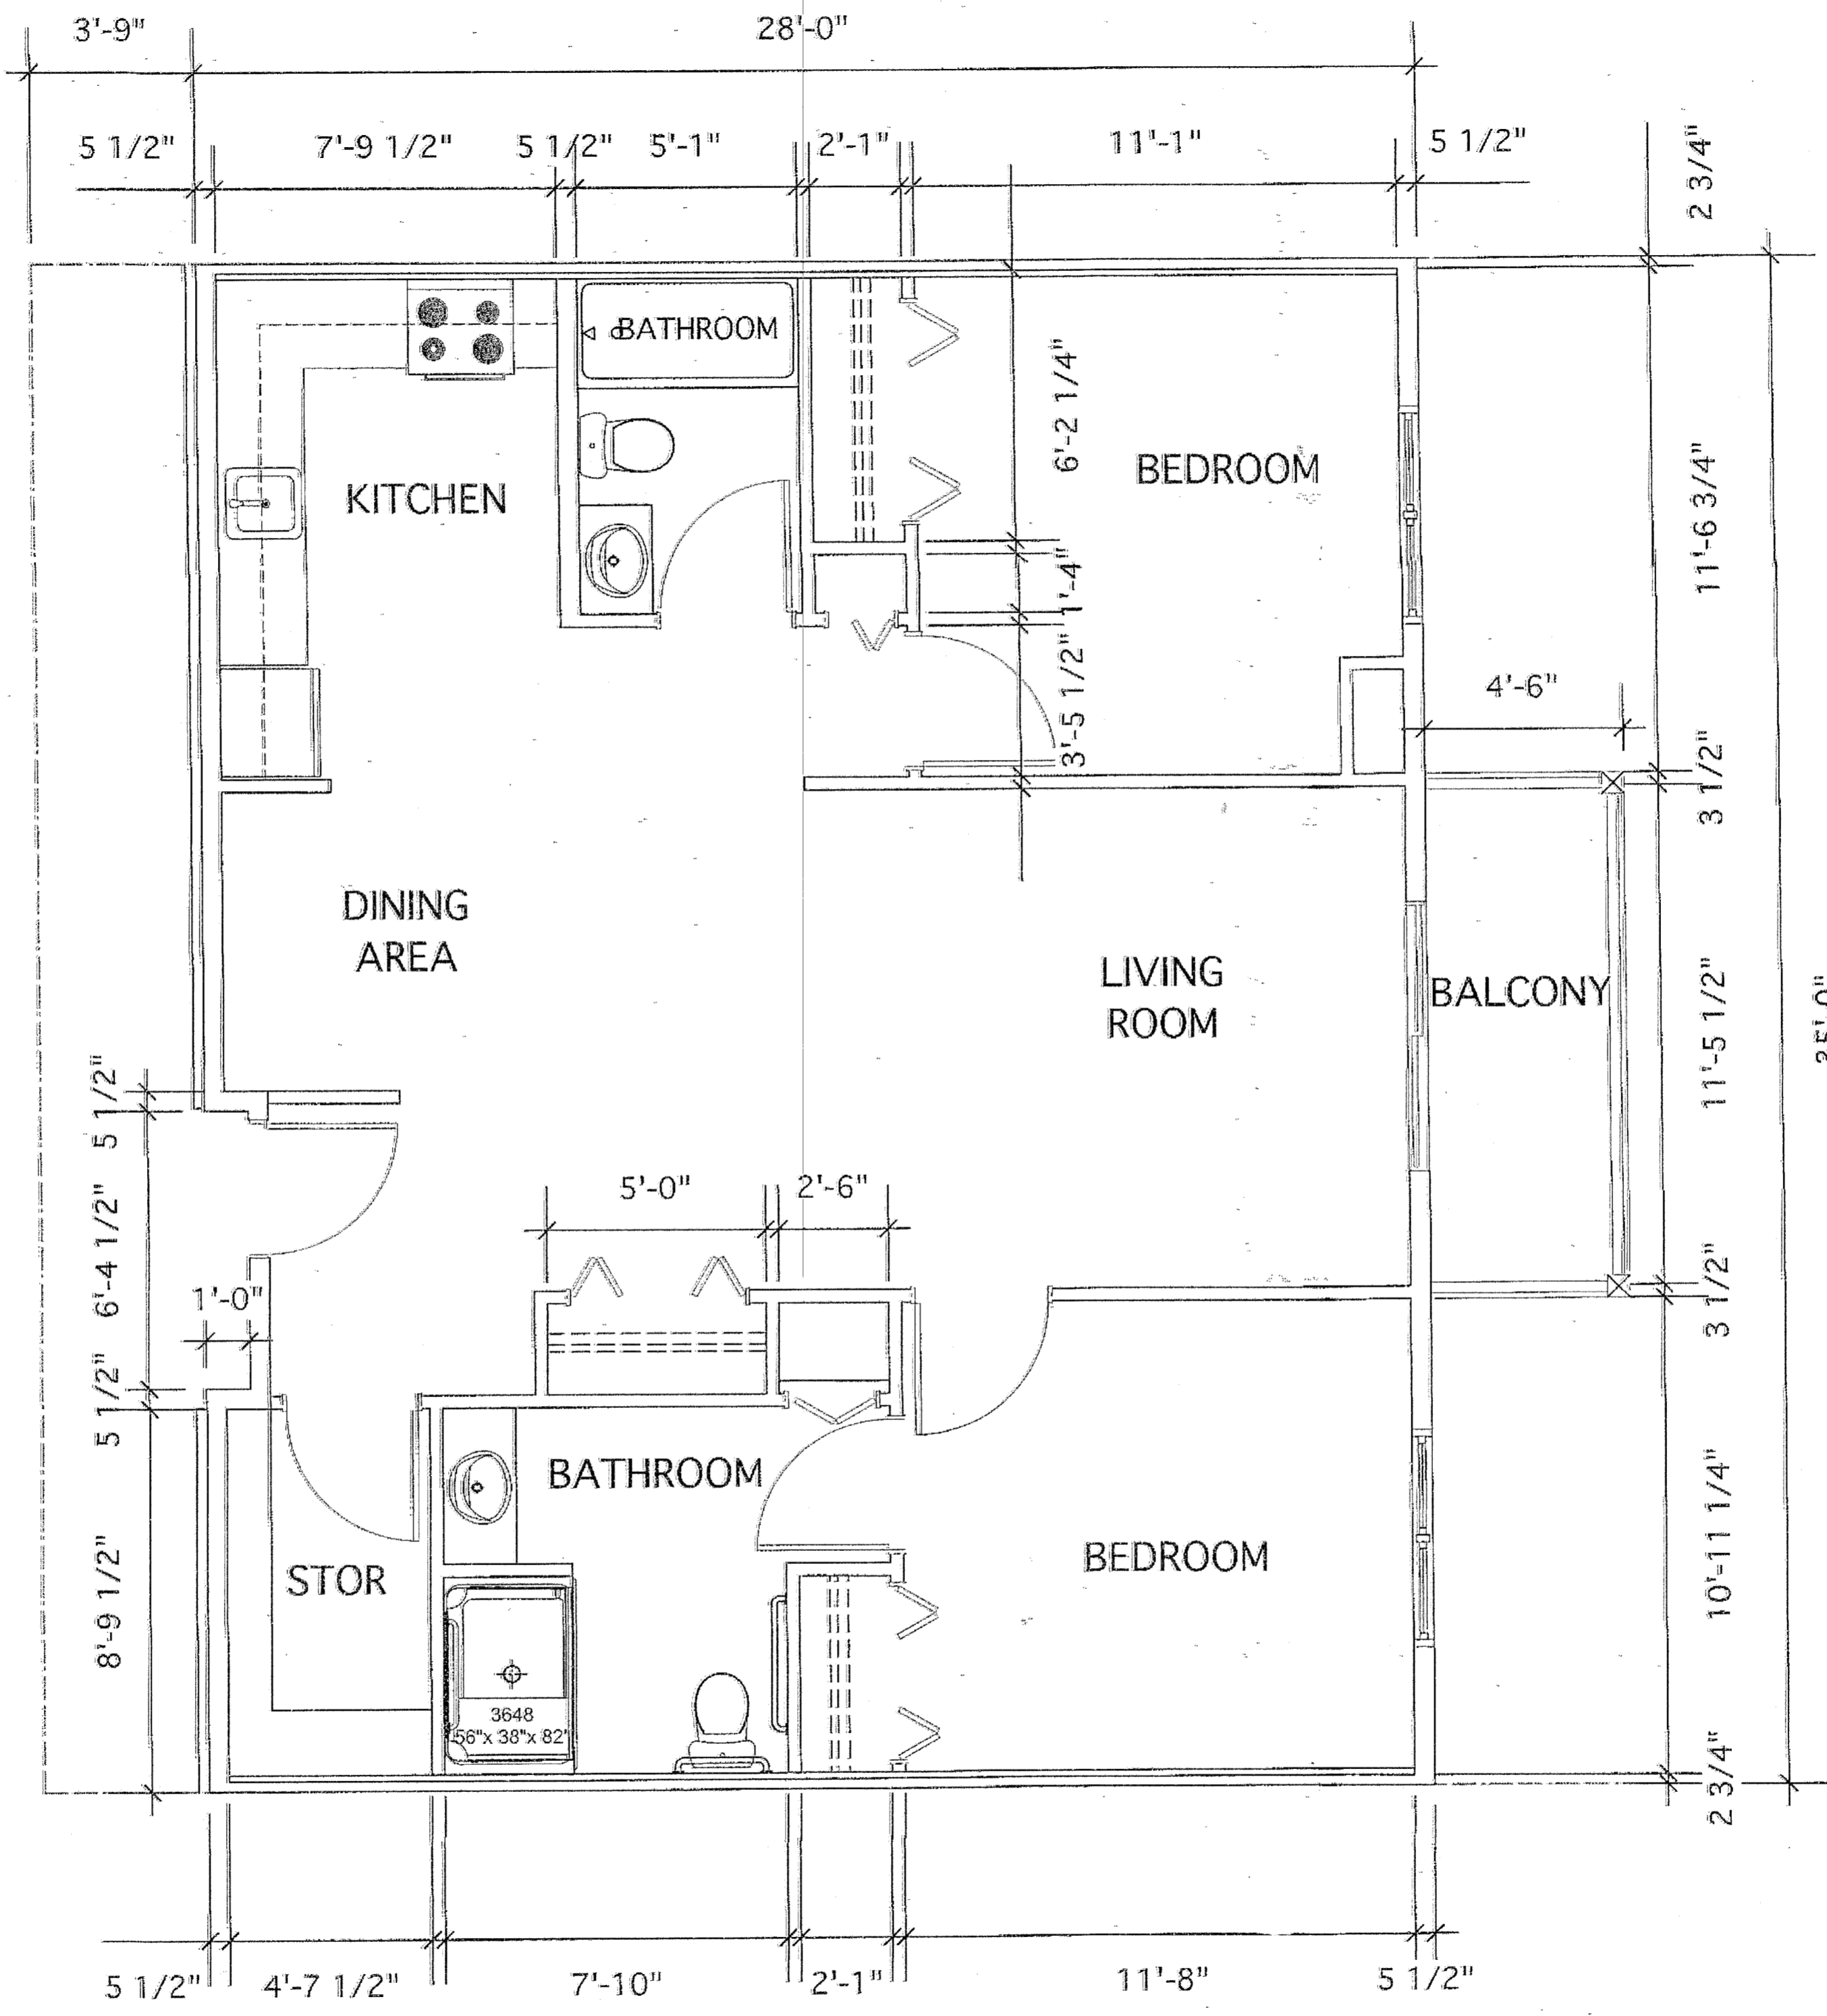 3'-9"
28'-0"
5 1/2"
7'-9 1/2"
5 1/2"
5'-1"
2'-1"
11'-1"
5 1/2"
2 3/4"
BATHROOM
KITCHEN
6'-2 1/4"
BEDROOM
11'-6 3/4"
1'-4"
3'-5 1/2"
4'-6"
3 1/2"
DINING
AREA
LIVING
ROOM
BALCONY
11'-5 1/2"
5 1/2"
6'-4 1/2"
5'-0"
2'-6"
1'-0"
3 1/2"
5 1/2"
BATHROOM
STOR
BEDROOM
10'-11 1/4"
8'-9 1/2"
3648
56"x 38"x 82"
2 3/4"
5 1/2"
4'-7 1/2"
7'-10"
2'-1"
11'-8"
5 1/2"